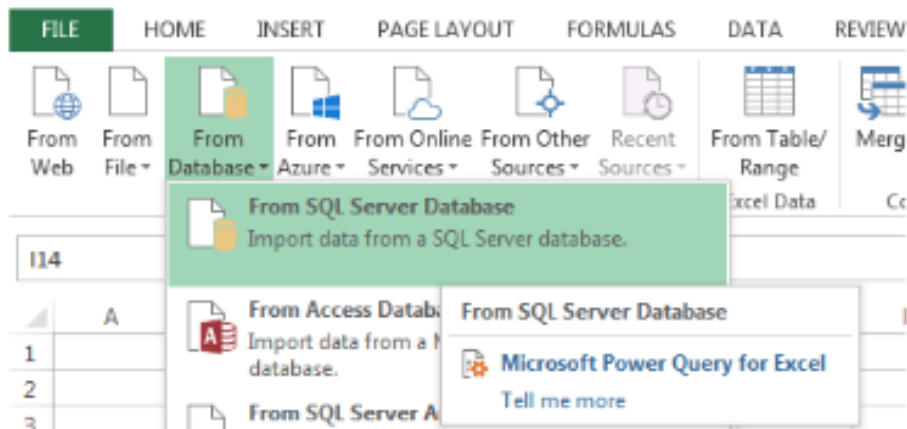 FILE HOME INSERT PAGE LAYOUT FORMULAS DATA REVIEW
From From From From From Online From Other Recent From Table/ Merg
Web File Database Azure Services Sources Sources Range
Excel Data
From SQL Server Database
Import data from a SQL Server database.
I14
From Access Datab
Import data from a
database.
From SQL Server A
From SQL Server Database
Microsoft Power Query for Excel
Tell me more
A
1
2
3